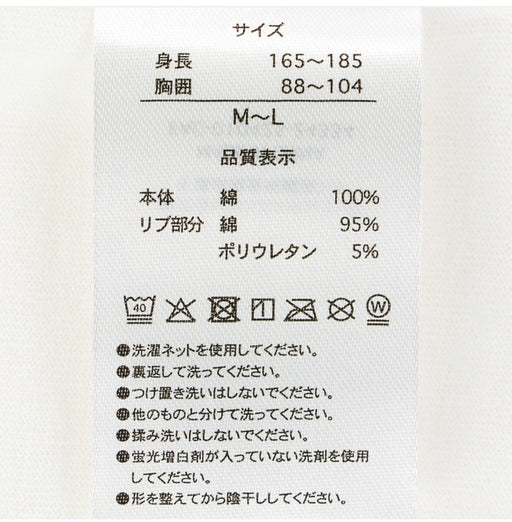 サイズ
身長 165〜185
胸囲 88〜104
M〜L
品質表示
本体 綿 100%
リブ部分 綿 95%
ポリウレタン 5%
40 W
●洗濯ネットを使用してください。
●裏返して洗ってください。
●つけ置き洗いはしないでください。
●他のものと分けて洗ってください。
●揉み洗いはしないでください。
●蛍光増白剤が入っていない洗剤を使用
してください。
●形を整えてから陰干ししてください。